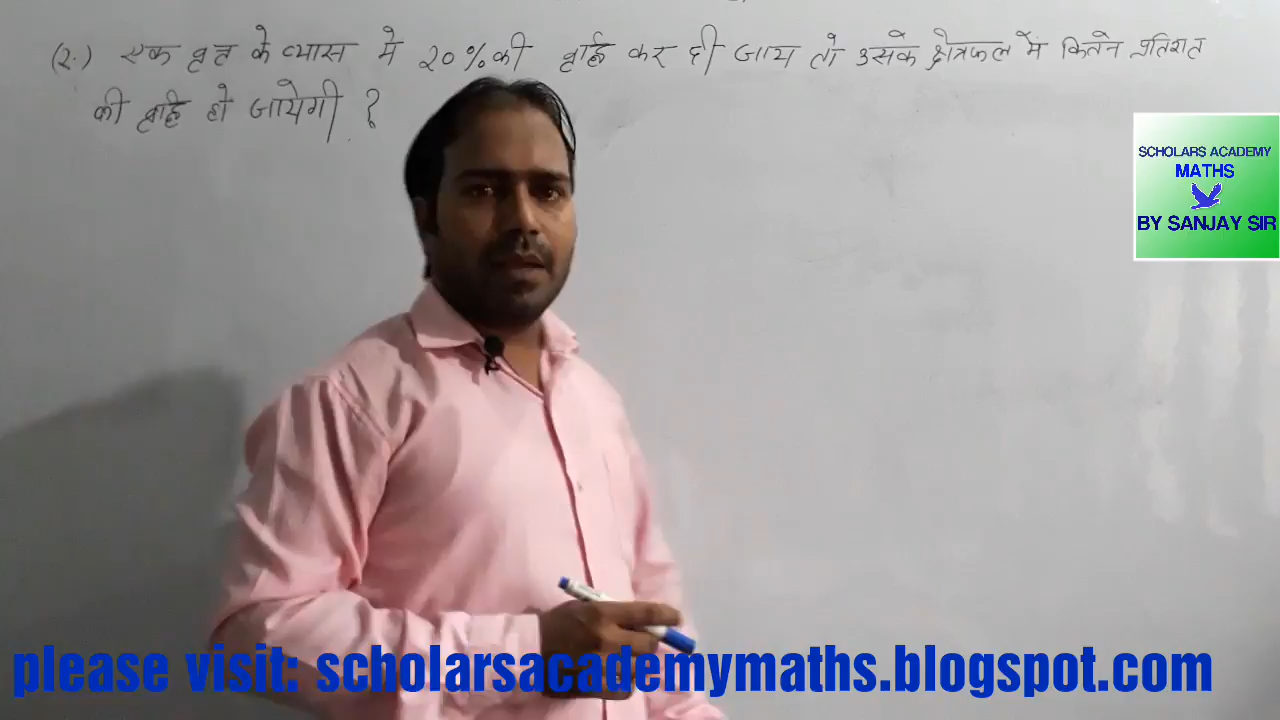 (2.) एक वृत्त के व्यास मे 20% की वृद्धि कर दी जाय तो उसके क्षेत्रफल में कितने प्रतिशत
की वृद्धि हो जायेगी ?
SCHOLARS ACADEMY
MATHS
BY SANJAY SIR
please visit: scholarsacademymaths.blogspot.com